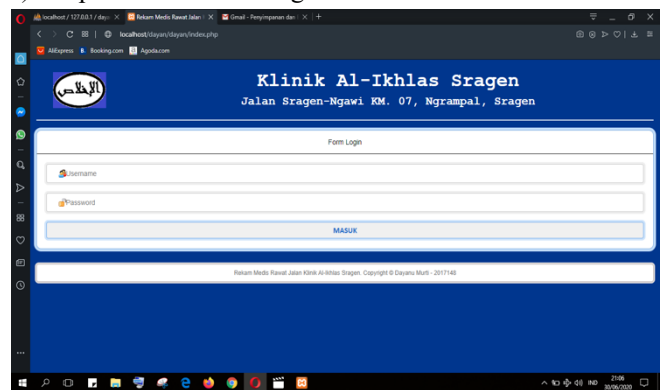 localhost / 127.0.0.1 / daya
Rekam Medis Rawat Jalan
Gmail - Penyimpanan dan
localhost/dayan/dayan/index.php
AliExpress
Booking.com
Agoda.com
الإخلاص
Klinik Al-Ikhlas Sragen
Jalan Sragen-Ngawi KM. 07, Ngrampal, Sragen
Form Login
Username
Password
MASUK
Rekam Medis Rawat Jalan Klinik Al-Ikhlas Sragen. Copyright © Dayanu Murti - 2017148
IND
21:06
30/06/2020